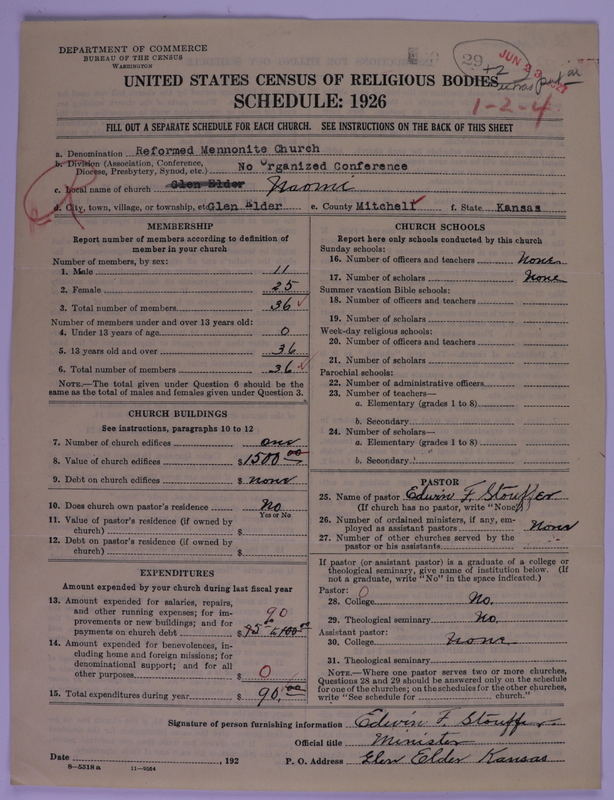 DEPARTMENT OF COMMERCE
BUREAU OF THE CENSUS
WASHINGTON
29
+2
JUN 23
1-2-4
UNITED STATES CENSUS OF RELIGIOUS BODIES
SCHEDULE: 1926
FILL OUT A SEPARATE SCHEDULE FOR EACH CHURCH. SEE INSTRUCTIONS ON THE BACK OF THIS SHEET
a. Denomination Reformed Mennonite Church
b. Division (Association, Conference, Diocese, Presbytery, Synod, etc.) No Organized Conference
c. Local name of church Glen Elder Naomi
d. City, town, village, or township, etc Glen Elder e. County Mitchell f. State Kansas
MEMBERSHIP
Report number of members according to definition of
member in your church
Number of members, by sex:
1. Male 11
2. Female 25
3. Total number of members 36
Number of members under and over 13 years old:
4. Under 13 years of age 0
5. 13 years old and over 36
6. Total number of members 36
NOTE.—The total given under Question 6 should be the
same as the total of males and females given under Question 3.
CHURCH BUILDINGS
See instructions, paragraphs 10 to 12
7. Number of church edifices one
8. Value of church edifices $1500 00
9. Debt on church edifices $ none
10. Does church own pastor's residence No
Yes or No
11. Value of pastor's residence (if owned by
church) $
12. Debt on pastor's residence (if owned by
church) $
EXPENDITURES
Amount expended by your church during last fiscal year
13. Amount expended for salaries, repairs,
and other running expenses; for im-
provements or new buildings; and for 90
payments on church debt $
14. Amount expended for benevolences, in-
cluding home and foreign missions; for
denominational support; and for all
other purposes $ 0
15. Total expenditures during year $ 90.00
CHURCH SCHOOLS
Report here only schools conducted by this church
Sunday schools:
16. Number of officers and teachers None
17. Number of scholars None
Summer vacation Bible schools:
18. Number of officers and teachers
19. Number of scholars
Week-day religious schools:
20. Number of officers and teachers
21. Number of scholars
Parochial schools:
22. Number of administrative officers
23. Number of teachers—
a. Elementary (grades 1 to 8)
b. Secondary
24. Number of scholars—
a. Elementary (grades 1 to 8)
b. Secondary
PASTOR
25. Name of pastor Edwin F. Stouffer
(If church has no pastor, write "None")
26. Number of ordained ministers, if any, em-
ployed as assistant pastors None
27. Number of other churches served by the
pastor or his assistants
If pastor (or assistant pastor) is a graduate of a college or
theological seminary, give name of institution below. (If
not a graduate, write "No" in the space indicated.)
Pastor: 0
28. College No.
29. Theological seminary No.
Assistant pastor:
30. College none
31. Theological seminary
NOTE.—Where one pastor serves two or more churches,
Questions 28 and 29 should be answered only on the schedule
for one of the churches; on the schedules for the other churches,
write "See schedule for church."
Signature of person furnishing information Edwin F. Stouffer
Official title Minister
Date , 192 P. O. Address Glen Elder Kansas
8—5518 a 11—9064